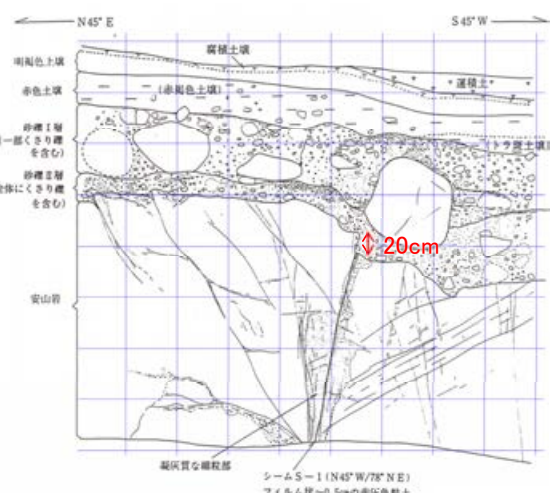 N45°E
S45°W
腐植土壌
明褐色土壌
運積土
赤色土壌
(赤褐色土)
砂礫Ⅰ層
一部くさり礫
を含む)
(トラ斑土壌)
砂礫Ⅱ層
全体にくさり礫
を含む)
20cm
安山岩
凝灰質な細粒部
シームS－1(N45°W/78°NE)